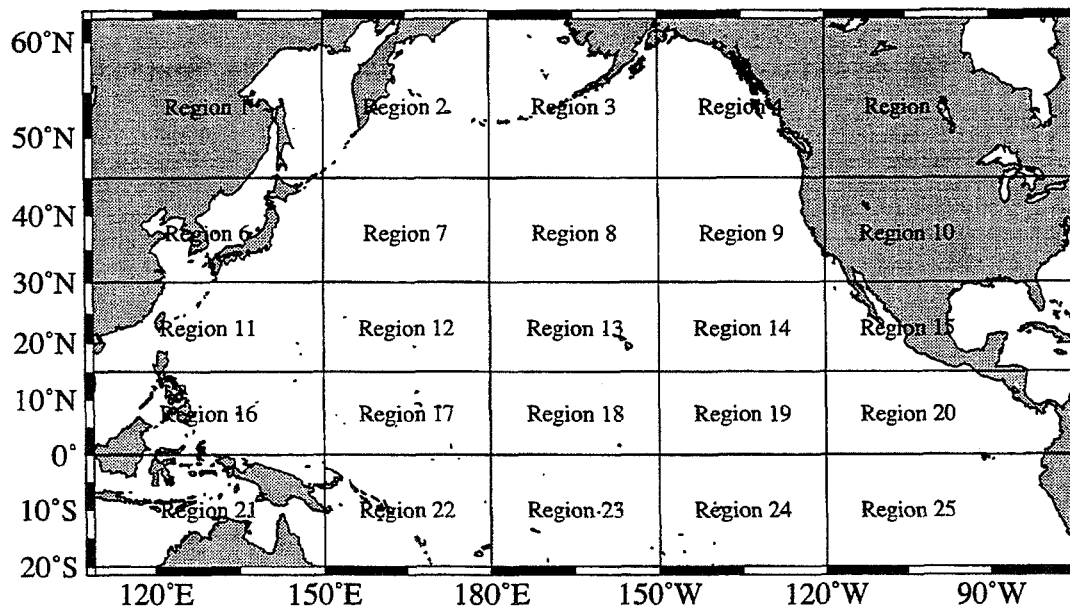 60°N
Region 1
Region 2
Region 3
Region 4
Region 5
50°N
40°N
Region 6
Region 7
Region 8
Region 9
Region 10
30°N
Region 11
Region 12
Region 13
Region 14
Region 15
20°N
10°N
Region 16
Region 17
Region 18
Region 19
Region 20
0°
10°S
Region 21
Region 22
Region 23
Region 24
Region 25
20°S
120°E
150°E
180°E
150°W
120°W
90°W